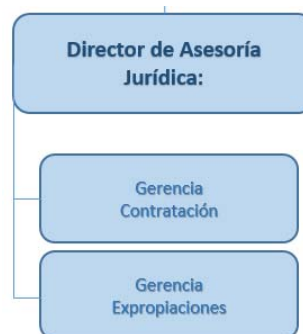 Director de Asesoría
Jurídica:
Gerencia
Contratación
Gerencia
Expropiaciones